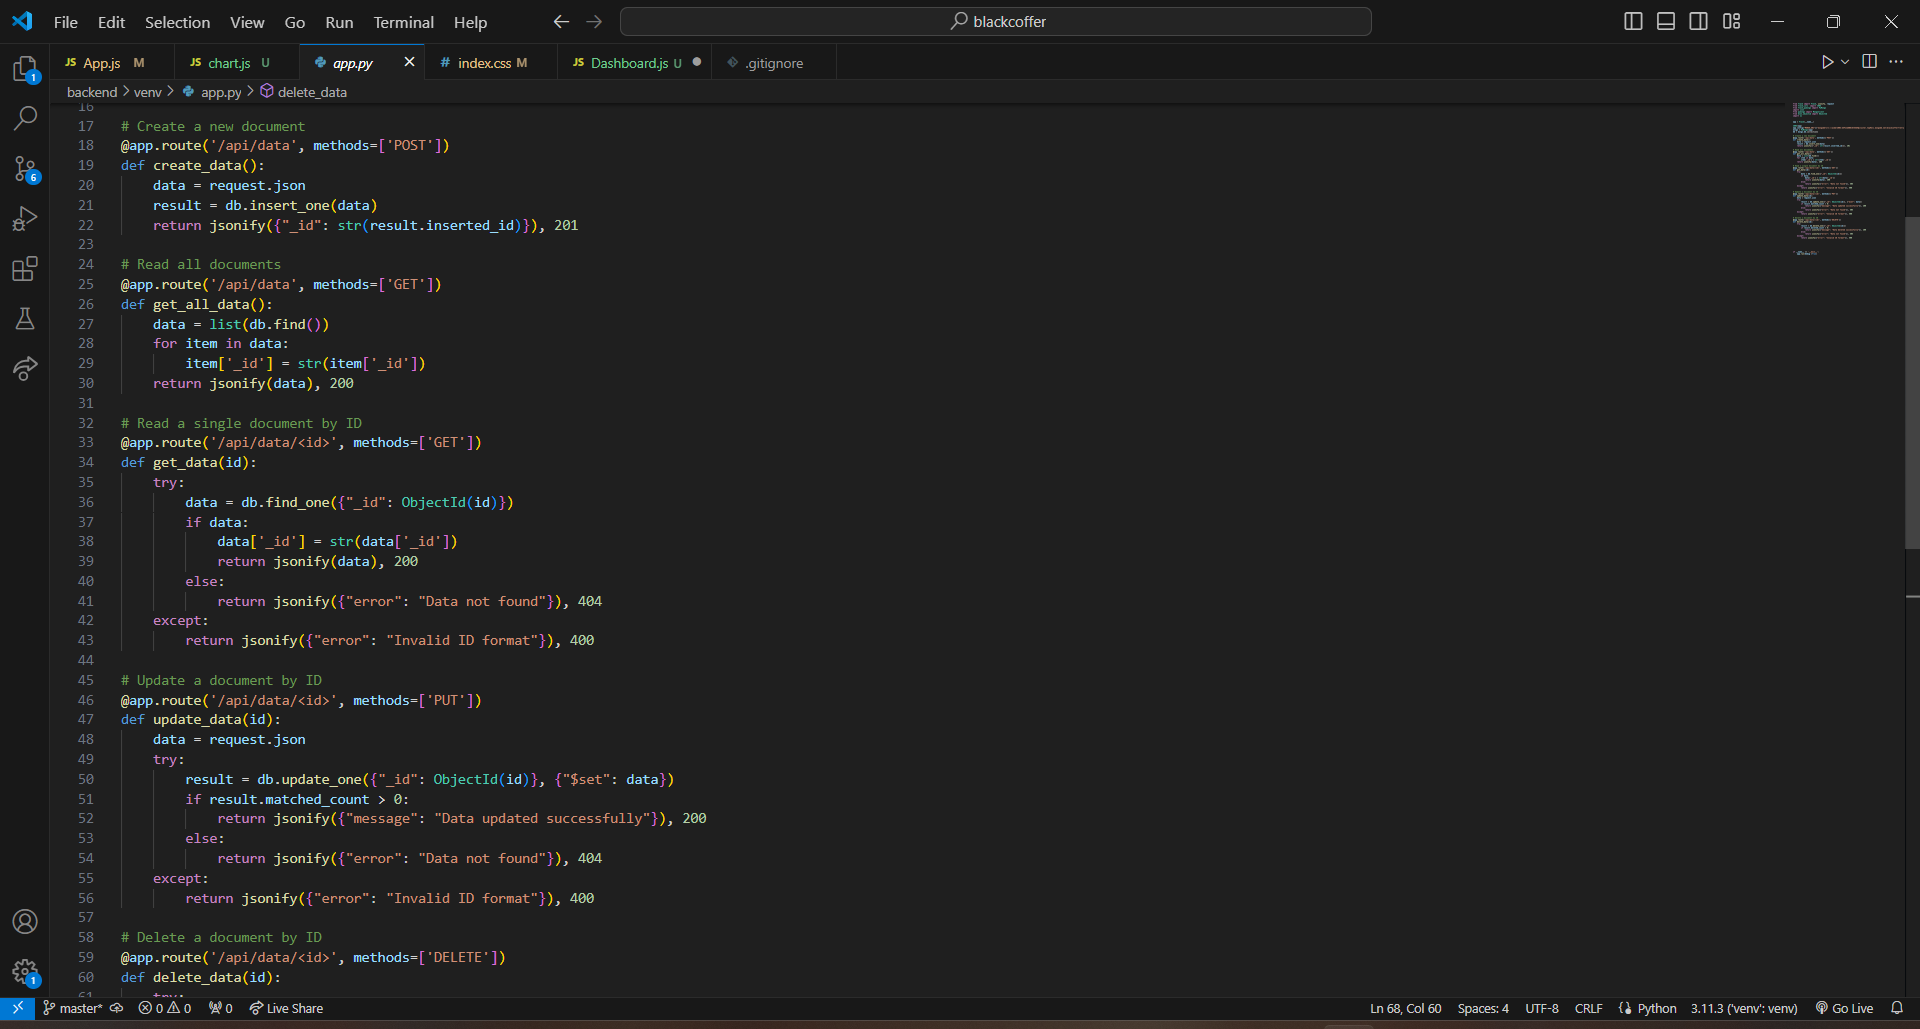 File Edit Selection View Go Run Terminal Help
blackcoffer
JS App.js M
JS chart.js U
app.py
# index.css M
JS Dashboard.js U
.gitignore
backend > venv > app.py > delete_data
1
6
1
16
17 # Create a new document
18 @app.route('/api/data', methods=['POST'])
19 def create_data():
20 data = request.json
21 result = db.insert_one(data)
22 return jsonify({"_id": str(result.inserted_id)}), 201
23
24 # Read all documents
25 @app.route('/api/data', methods=['GET'])
26 def get_all_data():
27 data = list(db.find())
28 for item in data:
29 item['_id'] = str(item['_id'])
30 return jsonify(data), 200
31
32 # Read a single document by ID
33 @app.route('/api/data/<id>', methods=['GET'])
34 def get_data(id):
35 try:
36 data = db.find_one({"_id": ObjectId(id)})
37 if data:
38 data['_id'] = str(data['_id'])
39 return jsonify(data), 200
40 else:
41 return jsonify({"error": "Data not found"}), 404
42 except:
43 return jsonify({"error": "Invalid ID format"}), 400
44
45 # Update a document by ID
46 @app.route('/api/data/<id>', methods=['PUT'])
47 def update_data(id):
48 data = request.json
49 try:
50 result = db.update_one({"_id": ObjectId(id)}, {"$set": data})
51 if result.matched_count > 0:
52 return jsonify({"message": "Data updated successfully"}), 200
53 else:
54 return jsonify({"error": "Data not found"}), 404
55 except:
56 return jsonify({"error": "Invalid ID format"}), 400
57
58 # Delete a document by ID
59 @app.route('/api/data/<id>', methods=['DELETE'])
60 def delete_data(id):
61 try:
master* 0 0 0 Live Share
Ln 68, Col 60 Spaces: 4 UTF-8 CRLF {} Python 3.11.3 ('venv': venv) Go Live